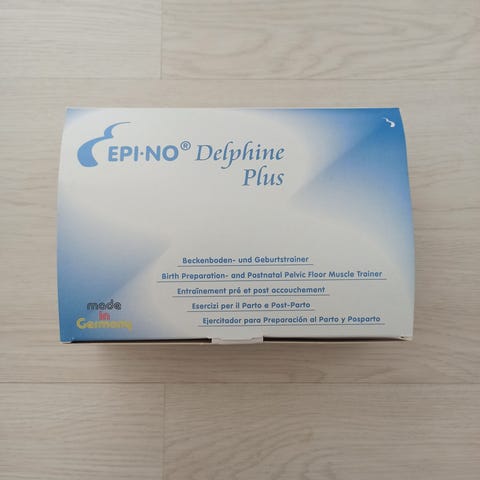 EPI·NO® Delphine
Plus
Beckenboden- und Geburtstrainer
Birth Preparation- and Postnatal Pelvic Floor Muscle Trainer
Entraînement pré et post accouchement
Esercizi per il Parto e Post-Parto
Ejercitador para Preparación al Parto y Posparto
made
in
Germany